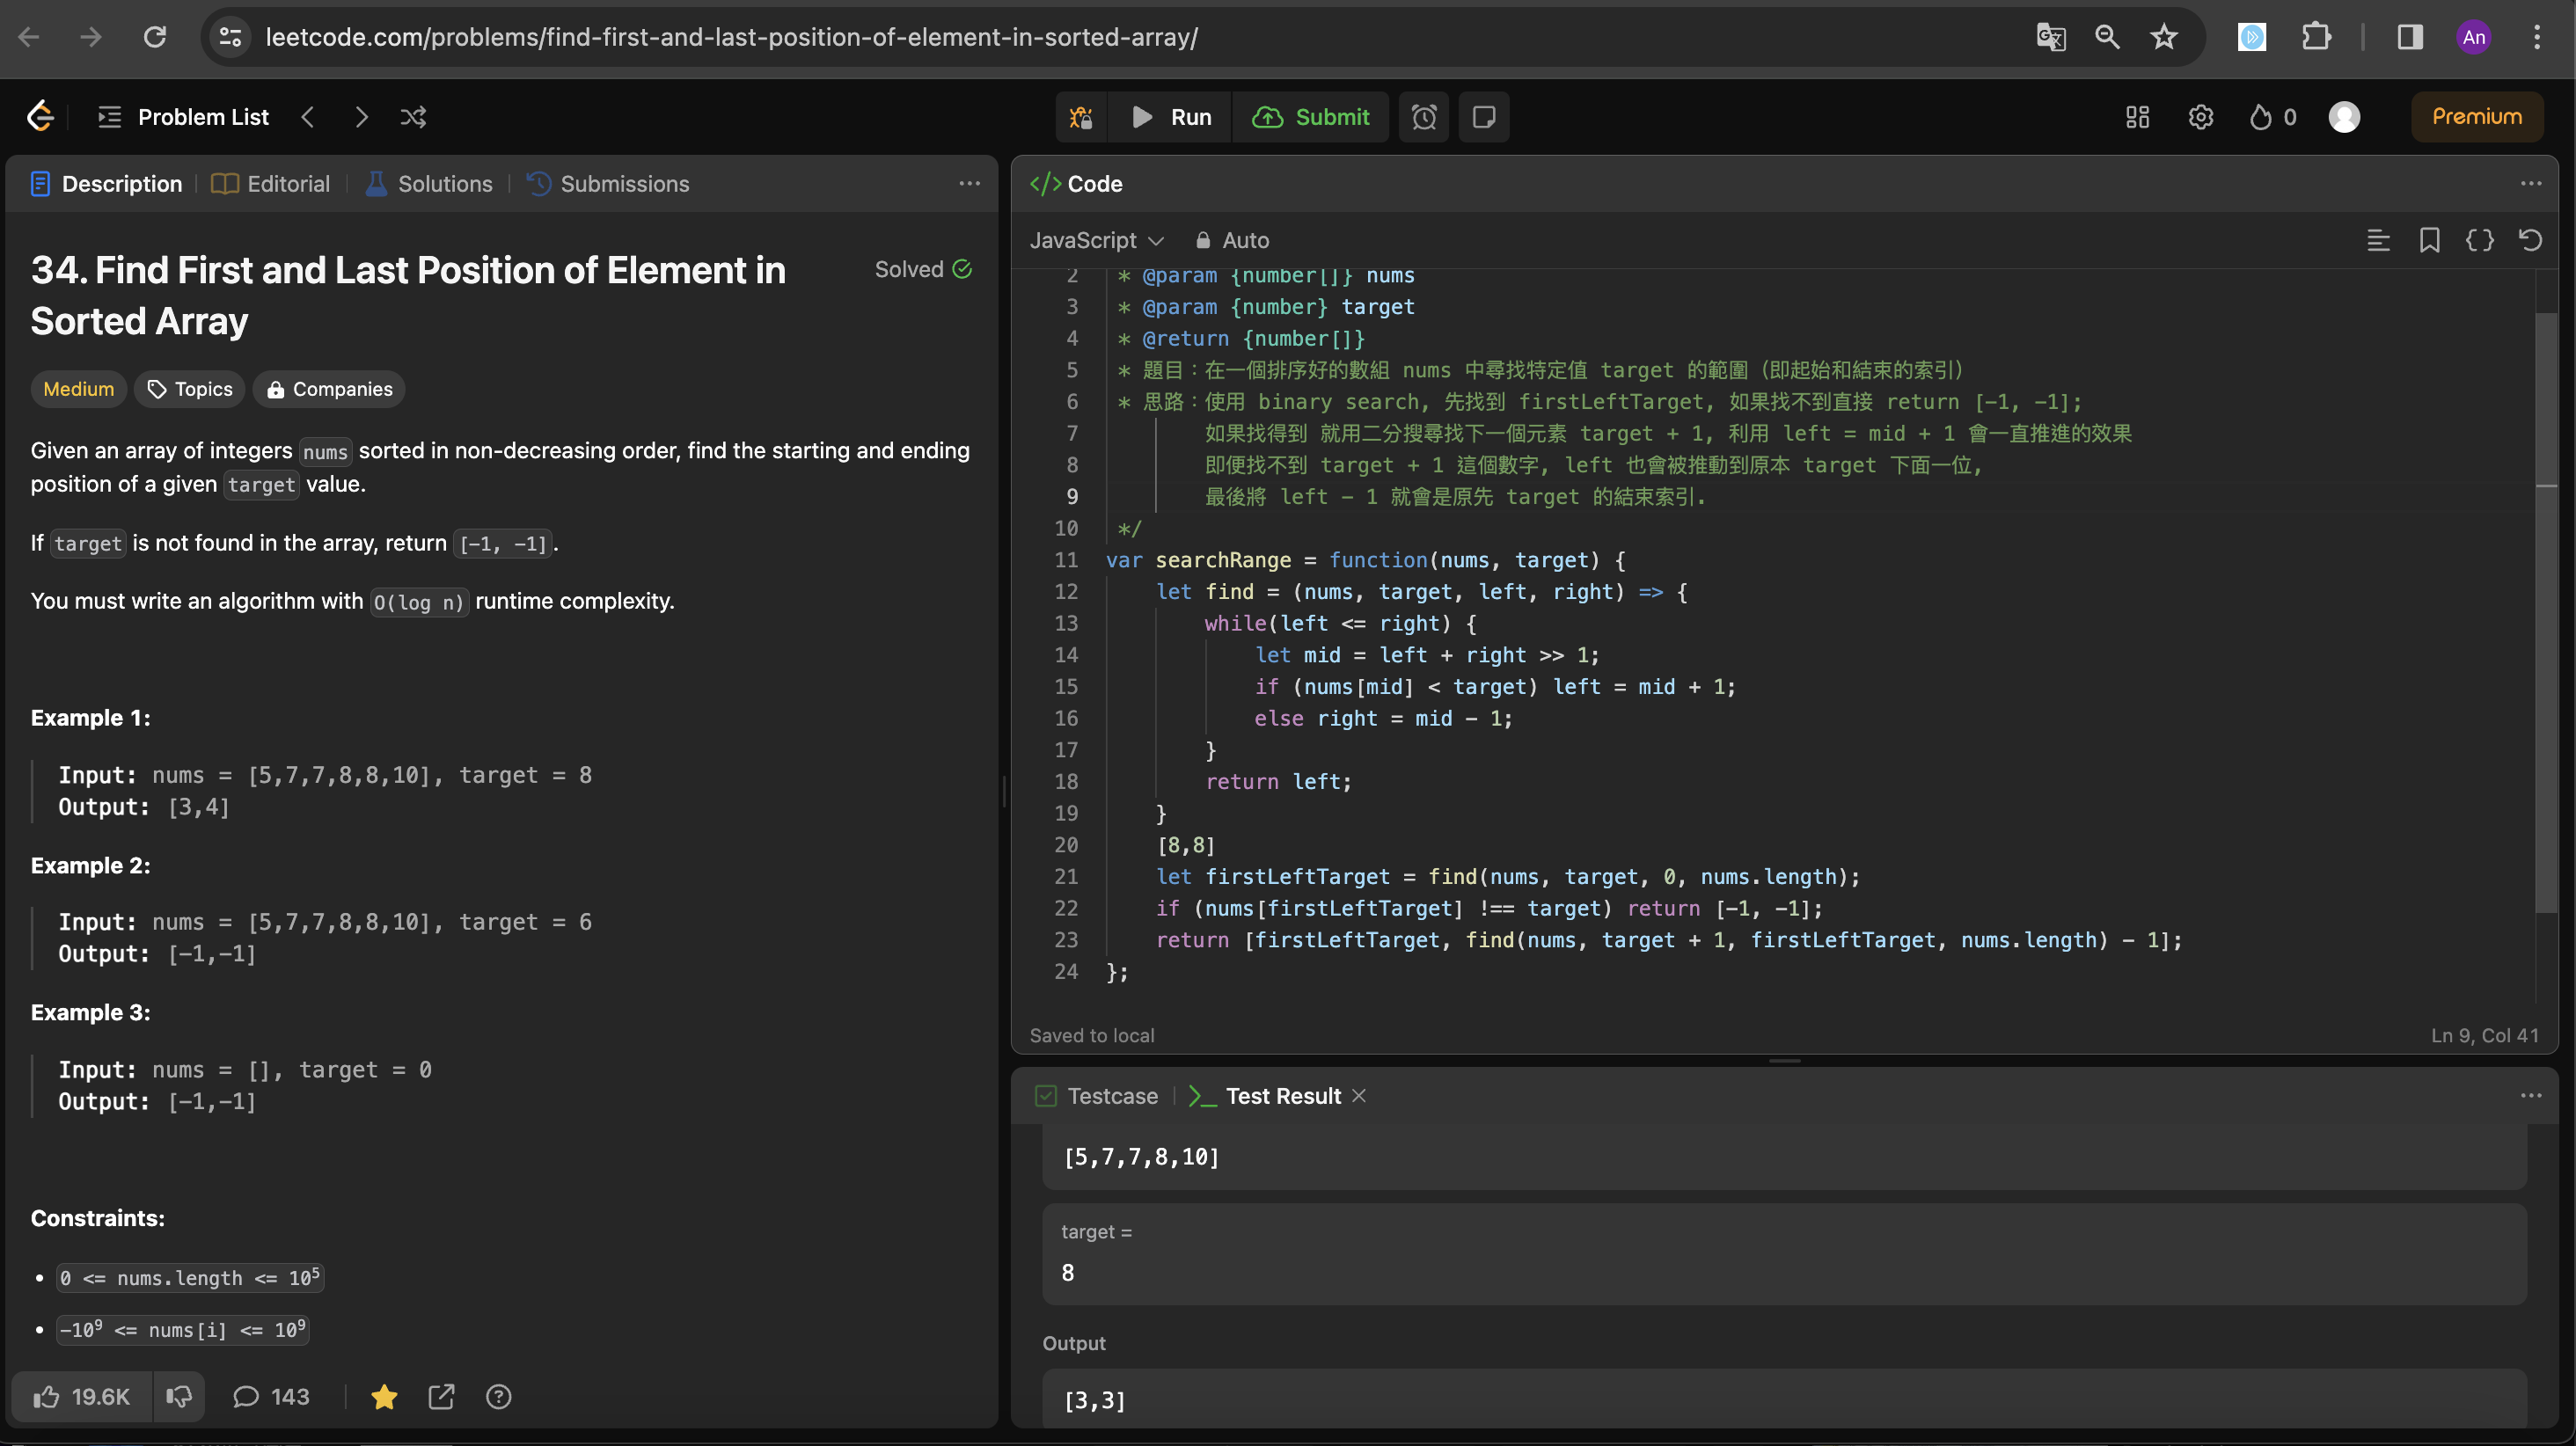 leetcode.com/problems/find-first-and-last-position-of-element-in-sorted-array/
An
Problem List
Run
Submit
0
Premium
Description
Editorial
Solutions
Submissions
34. Find First and Last Position of Element in
Sorted Array
Solved
Medium
Topics
Companies
Given an array of integers nums sorted in non-decreasing order, find the starting and ending
position of a given target value.
If target is not found in the array, return [-1, -1].
You must write an algorithm with O(log n) runtime complexity.
Example 1:
Input: nums = [5,7,7,8,8,10], target = 8
Output: [3,4]
Example 2:
Input: nums = [5,7,7,8,8,10], target = 6
Output: [-1,-1]
Example 3:
Input: nums = [], target = 0
Output: [-1,-1]
Constraints:
0 <= nums.length <= 10⁵
-10⁹ <= nums[i] <= 10⁹
19.6K
143
</> Code
JavaScript
Auto
2 * @param {number[]} nums
3 * @param {number} target
4 * @return {number[]}
5 * 題目：在一個排序好的數組 nums 中尋找特定值 target 的範圍（即起始和結束的索引）
6 * 思路：使用 binary search, 先找到 firstLeftTarget, 如果找不到直接 return [-1, -1];
7 如果找得到 就用二分搜尋找下一個元素 target + 1, 利用 left = mid + 1 會一直推進的效果
8 即便找不到 target + 1 這個數字, left 也會被推動到原本 target 下面一位,
9 最後將 left - 1 就會是原先 target 的結束索引.
10 */
11 var searchRange = function(nums, target) {
12 let find = (nums, target, left, right) => {
13 while(left <= right) {
14 let mid = left + right >> 1;
15 if (nums[mid] < target) left = mid + 1;
16 else right = mid - 1;
17 }
18 return left;
19 }
20 [8,8]
21 let firstLeftTarget = find(nums, target, 0, nums.length);
22 if (nums[firstLeftTarget] !== target) return [-1, -1];
23 return [firstLeftTarget, find(nums, target + 1, firstLeftTarget, nums.length) - 1];
24 };
Saved to local
Ln 9, Col 41
Testcase
Test Result
[5,7,7,8,10]
target =
8
Output
[3,3]